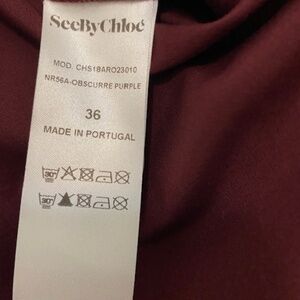 SeeByChloé
MOD. CHS18ARO23010
NR56A-OBSCURRE PURPLE
36
MADE IN PORTUGAL